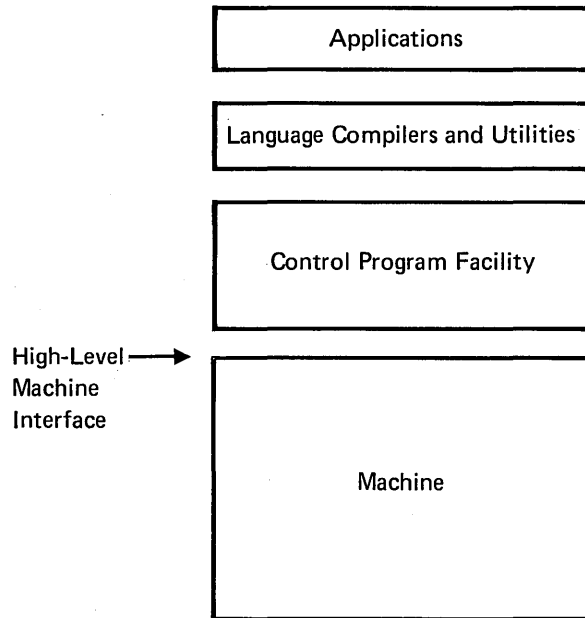 Applications
Language Compilers and Utilities
Control Program Facility
High-Level
Machine
Interface
Machine